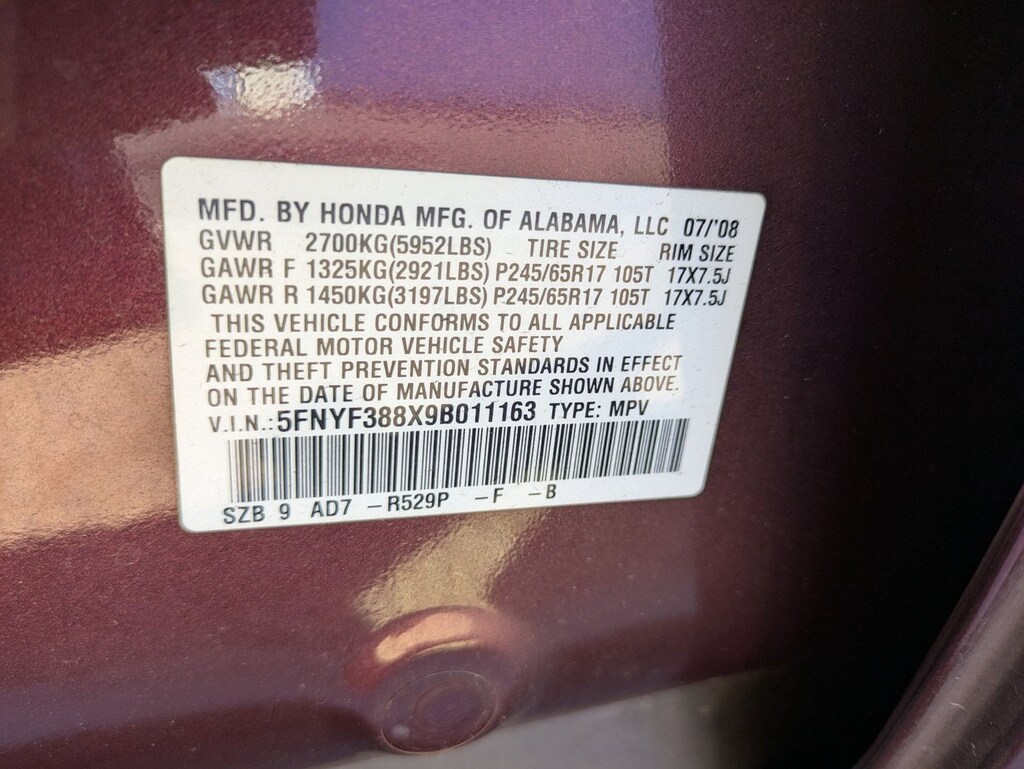 MFD. BY HONDA MFG. OF ALABAMA, LLC 07/'08
GVWR 2700KG(5952LBS) TIRE SIZE RIM SIZE
GAWR F 1325KG(2921LBS) P245/65R17 105T 17X7.5J
GAWR R 1450KG(3197LBS) P245/65R17 105T 17X7.5J
THIS VEHICLE CONFORMS TO ALL APPLICABLE
FEDERAL MOTOR VEHICLE SAFETY
AND THEFT PREVENTION STANDARDS IN EFFECT
ON THE DATE OF MANUFACTURE SHOWN ABOVE.
V.I.N.: 5FNYF388X9B011163 TYPE: MPV
SZB 9 AD7 –R529P –F –B